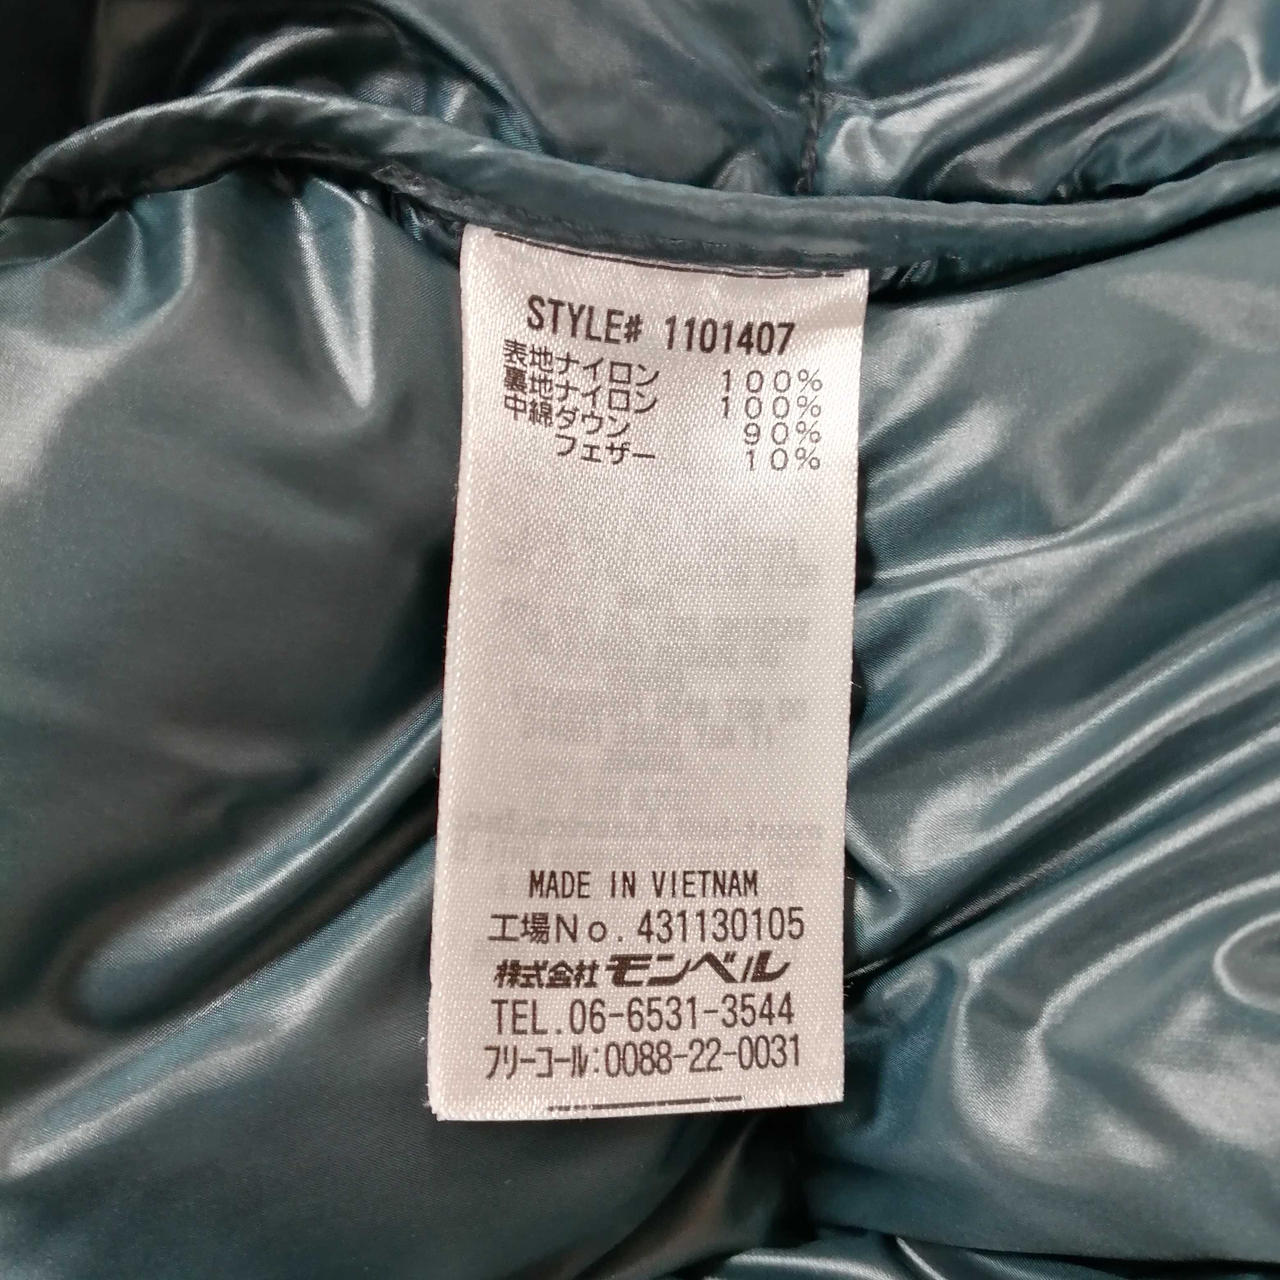 STYLE# 1101407
表地ナイロン 100%
裏地ナイロン 100%
中綿ダウン 90%
フェザー 10%
MADE IN VIETNAM
工場No.431130105
株式会社モンベル
TEL.06-6531-3544
フリーコール:0088-22-0031